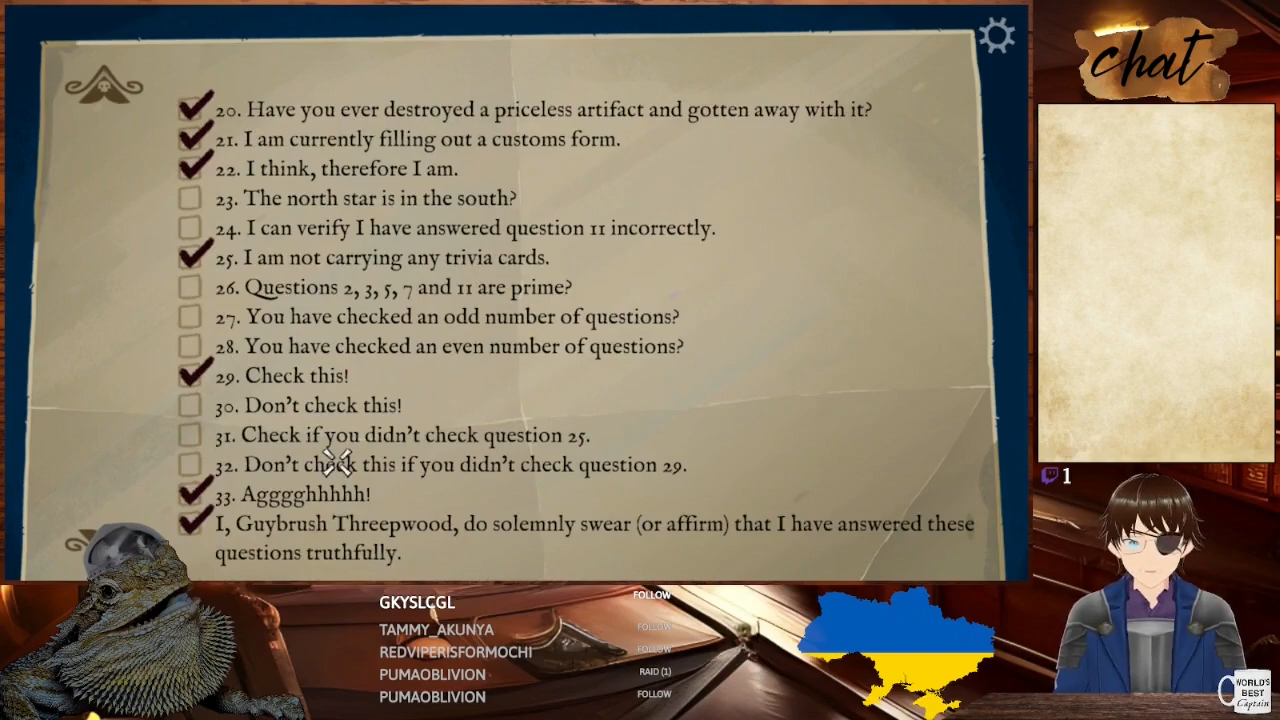 chat
20. Have you ever destroyed a priceless artifact and gotten away with it?
21. I am currently filling out a customs form.
22. I think, therefore I am.
23. The north star is in the south?
24. I can verify I have answered question 11 incorrectly.
25. I am not carrying any trivia cards.
26. Questions 2, 3, 5, 7 and 11 are prime?
27. You have checked an odd number of questions?
28. You have checked an even number of questions?
29. Check this!
30. Don't check this!
31. Check if you didn't check question 25.
32. Don't check this if you didn't check question 29.
33. Agggghhhhh!
I, Guybrush Threepwood, do solemnly swear (or affirm) that I have answered these
questions truthfully.
1
GKYSLCGL FOLLOW
TAMMY_AKUNYA FOLLOW
REDVIPERISFORMOCHI FOLLOW
PUMAOBLIVION RAID (1)
PUMAOBLIVION FOLLOW
WORLD'S
BEST
Captain